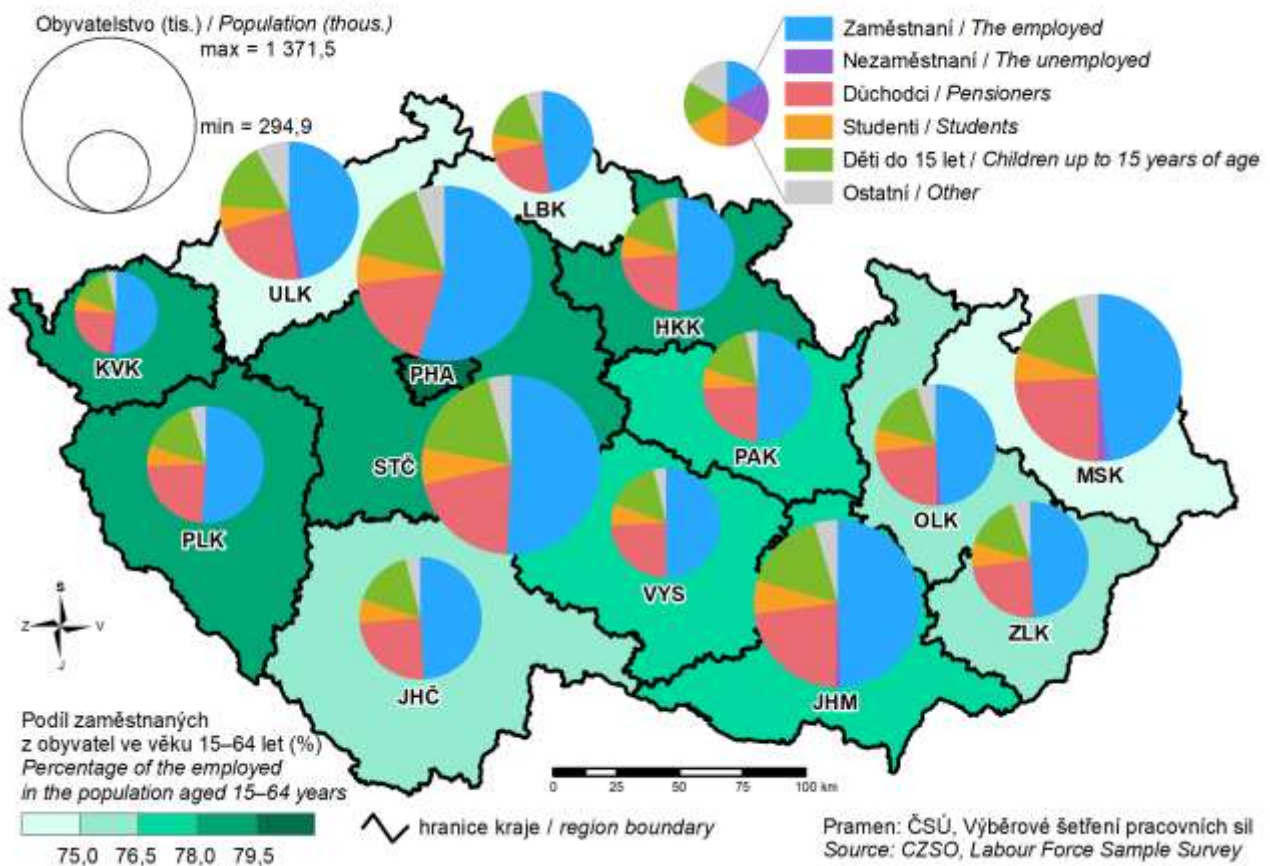 Obyvatelstvo (tis.) / Population (thous.)
max = 1 371,5
min = 294,9
Zaměstnaní / The employed
Nezaměstnaní / The unemployed
Důchodci / Pensioners
Studenti / Students
Děti do 15 let / Children up to 15 years of age
Ostatní / Other
LBK
ULK
HKK
KVK
PHA
PAK
STČ
MSK
OLK
PLK
VYS
ZLK
JHČ
JHM
S
Z V
J
Podíl zaměstnaných
z obyvatel ve věku 15–64 let (%)
Percentage of the employed
in the population aged 15–64 years
75,0 76,5 78,0 79,5
hranice kraje / region boundary
0 25 50 75 100 km
Pramen: ČSÚ, Výběrové šetření pracovních sil
Source: CZSO, Labour Force Sample Survey